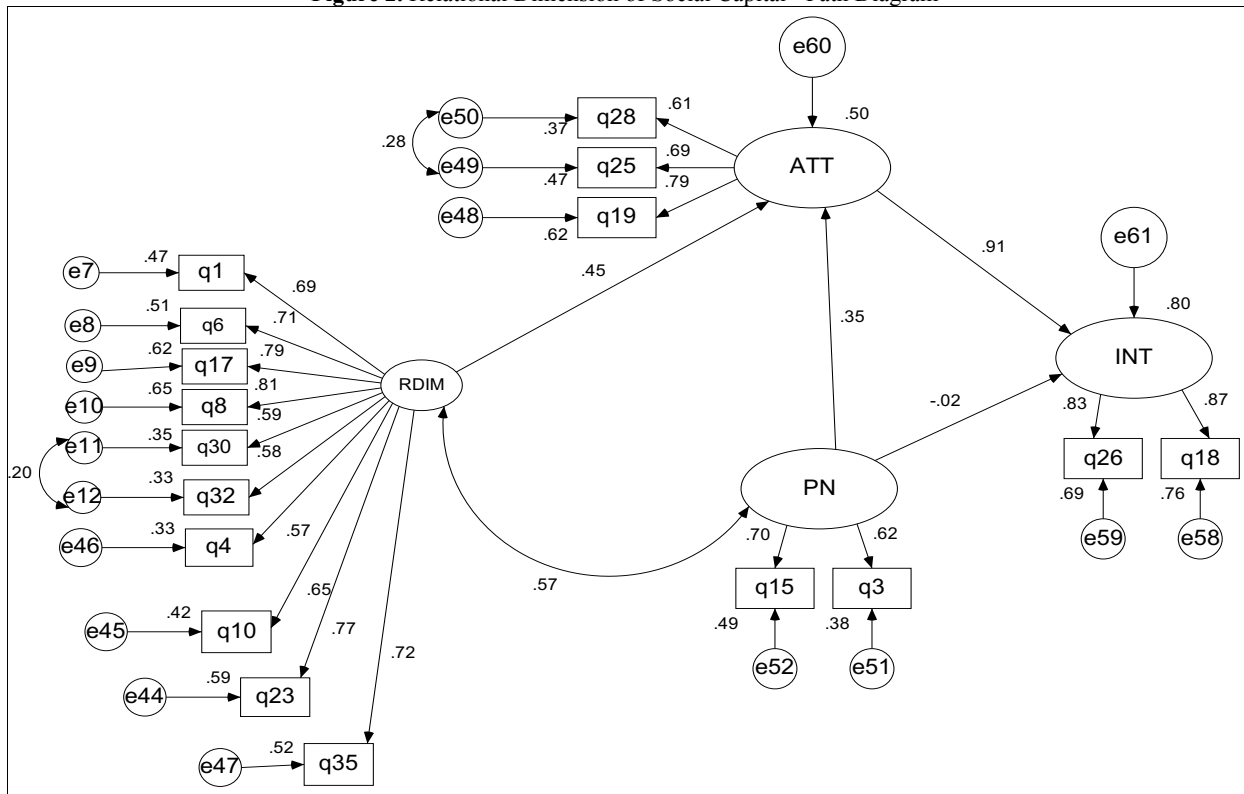 Figure 2. Relational Dimension of Social Capital - Path Diagram
e60
.50
ATT
e50
.37
q28
.61
.28
e49
.47
q25
.69
e48
.62
q19
.79
.45
.91
e61
.80
INT
.35
-.02
.83
.87
q26
q18
.69
.76
e59
e58
e7
.47
q1
.69
e8
.51
q6
.71
e9
.62
q17
.79
e10
.65
q8
.81
e11
.35
q30
.59
.20
e12
.33
q32
.58
e46
.33
q4
.57
e45
.42
q10
.65
e44
.59
q23
.77
e47
.52
q35
.72
RDIM
.57
PN
.70
.62
q15
q3
.49
.38
e52
e51